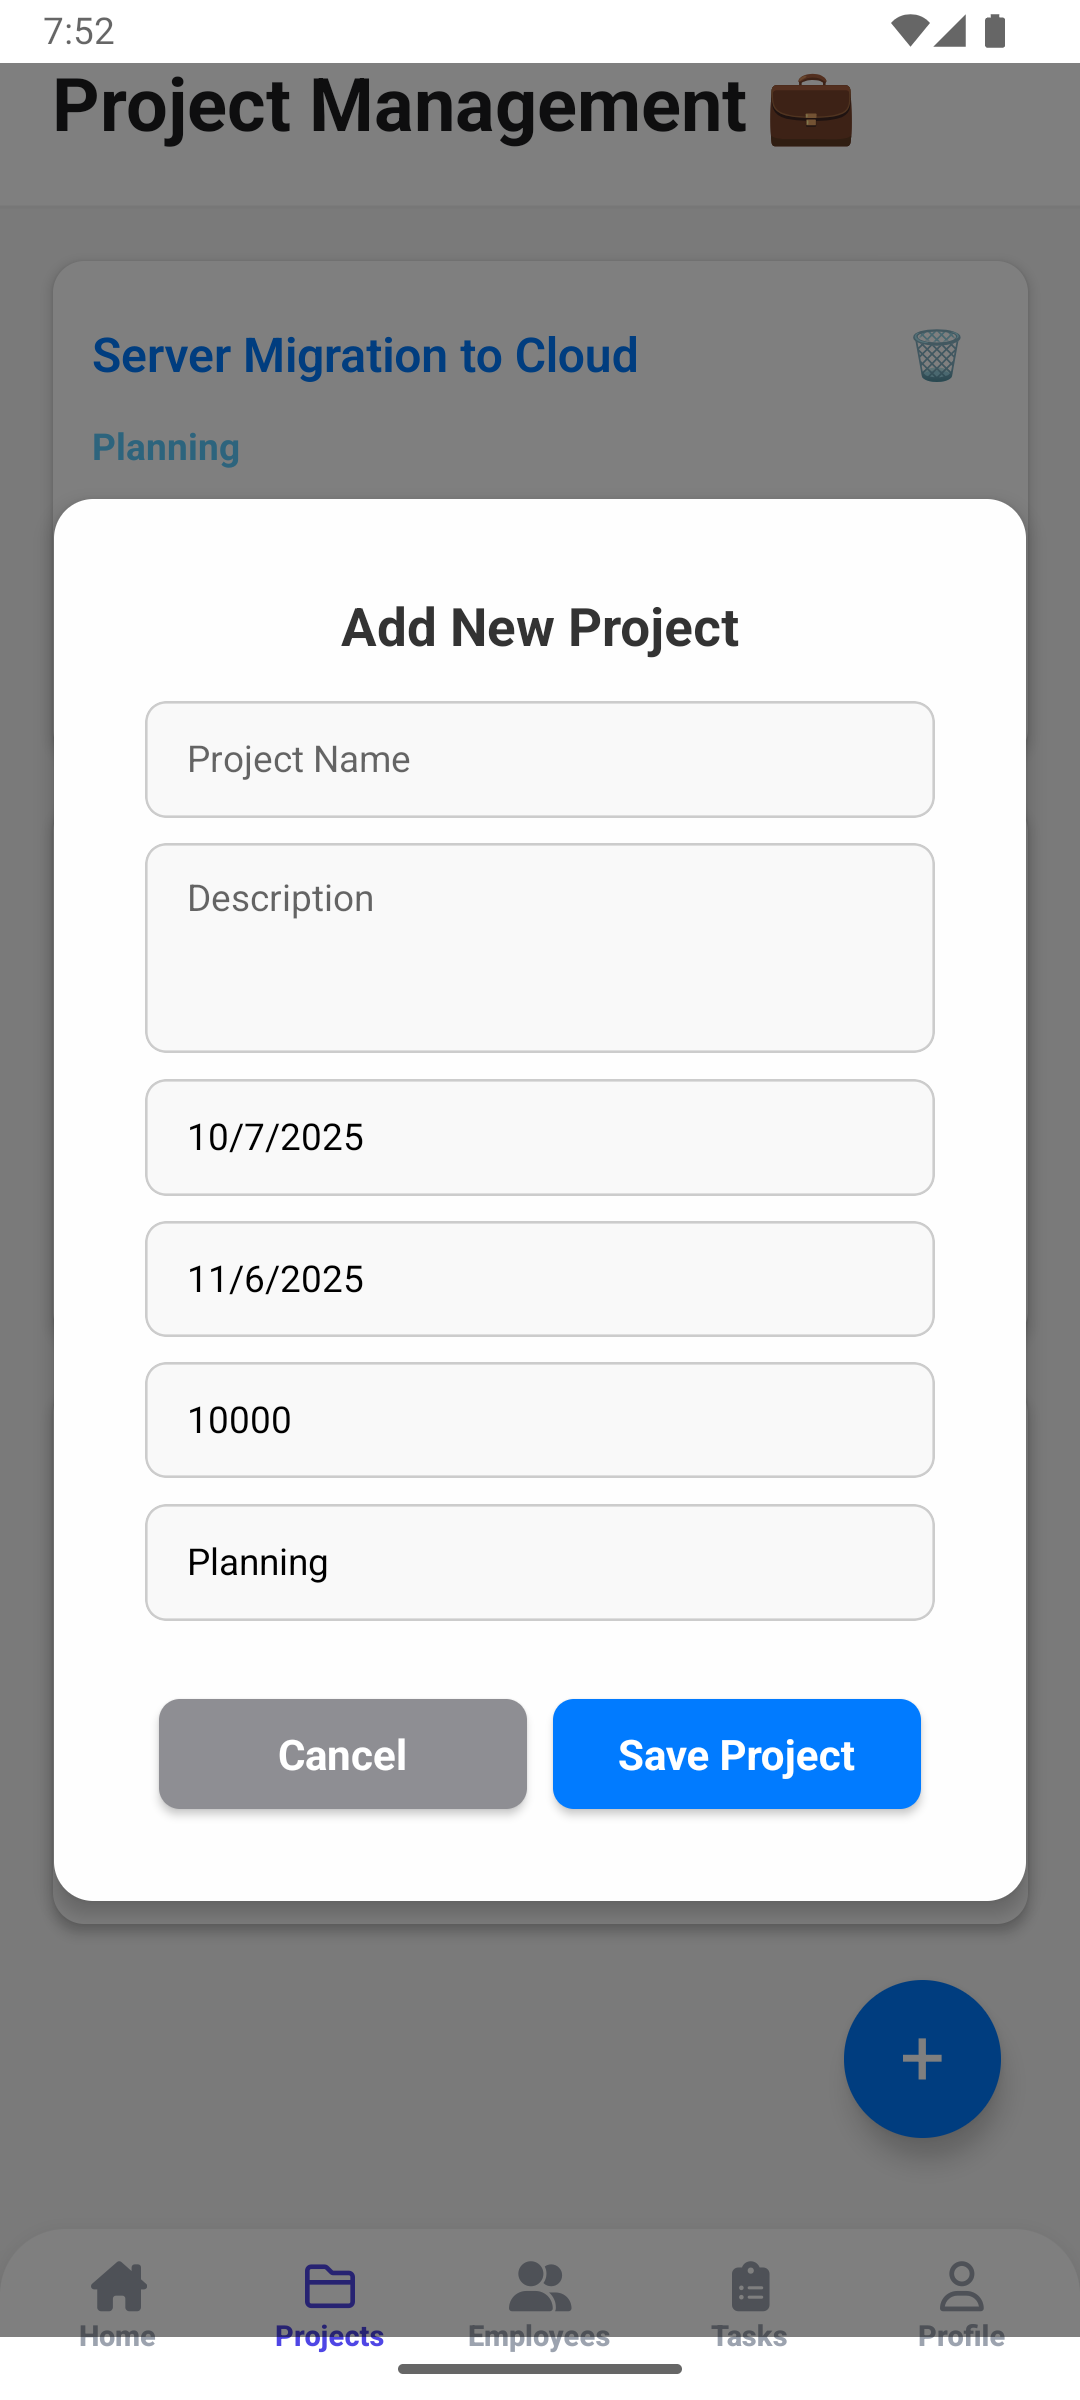 7:52
Project Management
Server Migration to Cloud
Planning
Add New Project
Project Name
Description
10/7/2025
11/6/2025
10000
Planning
Cancel Save Project
+
Home Projects Employees Tasks Profile